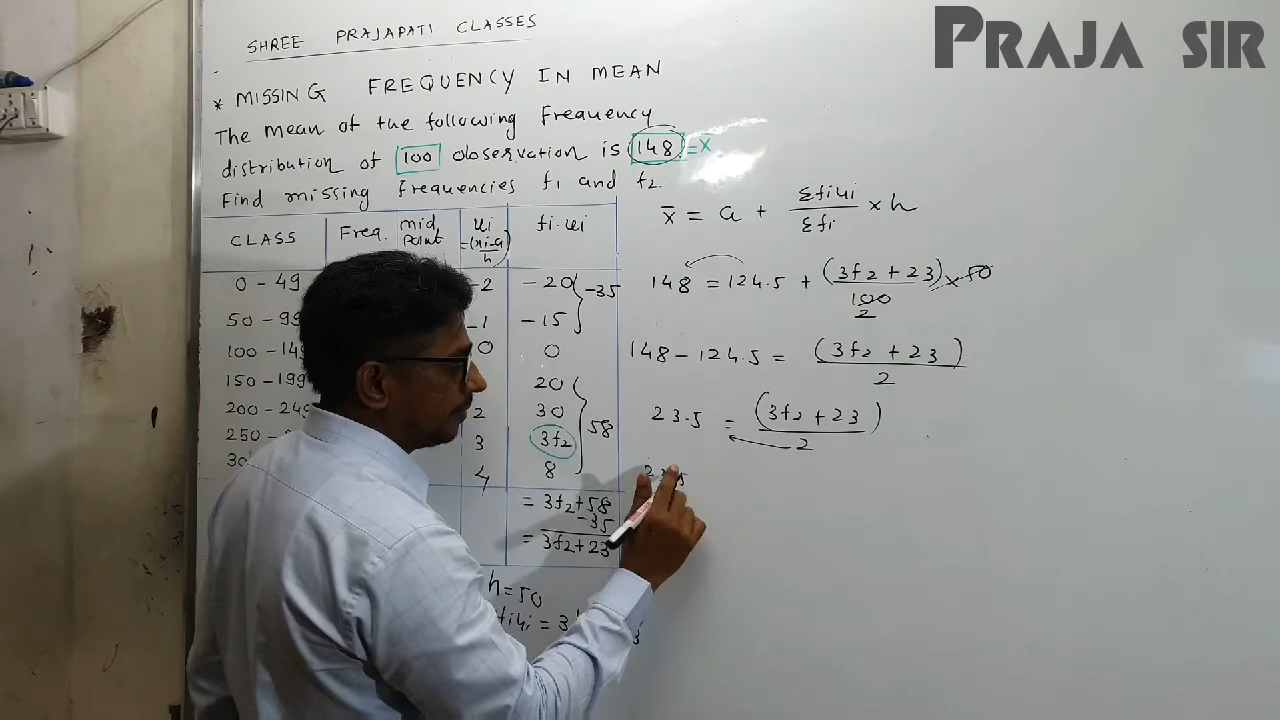 PRAJA SIR
SHREE PRAJAPATI CLASSES
* MISSING FREQUENCY IN MEAN
The Mean of the following Frequency
distribution of 100 observation is 148 = x̄
Find missing frequencies f1 and f2.
CLASS Freq. mid Point ui =(xi-a)/h fi.ui
0 - 49 -2 -20
50 - 99 -1 -15 } -35
100 - 149 0 0
150 - 199 20
200 - 249 2 30
250 - 3 3f2 } 58
4 8
= 3f2+58
-35
= 3f2+23
h = 50
x̄ = a + Σfiui/Σfi × h
148 = 124.5 + (3f2 + 23)/100 × 50
2
148 - 124.5 = (3f2 + 23)/2
23.5 = (3f2 + 23)/2